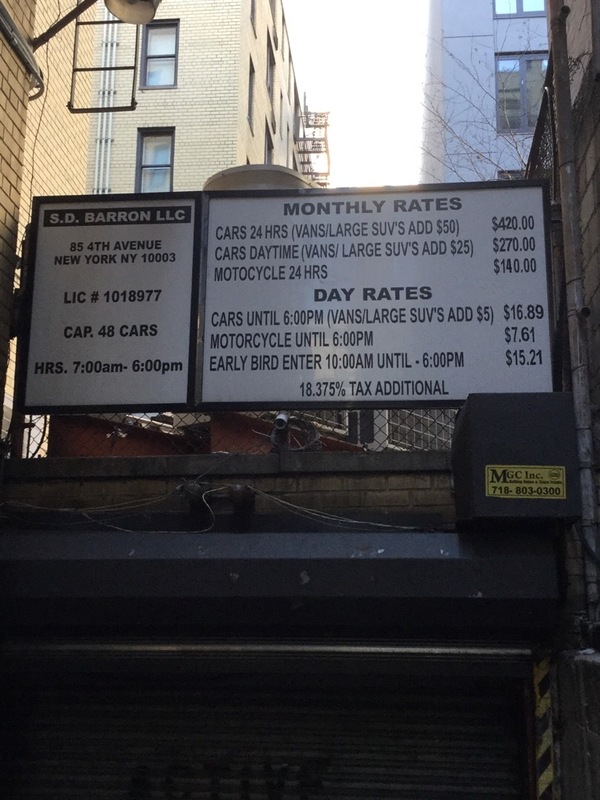 S.D. BARRON LLC
85 4TH AVENUE
NEW YORK NY 10003
LIC # 1018977
CAP. 48 CARS
HRS. 7:00am- 6:00pm
MONTHLY RATES
CARS 24 HRS (VANS/LARGE SUV'S ADD $50) $420.00
CARS DAYTIME (VANS/ LARGE SUV'S ADD $25) $270.00
MOTOCYCLE 24 HRS $140.00
DAY RATES
CARS UNTIL 6:00PM (VANS/LARGE SUV'S ADD $5) $16.89
MOTORCYCLE UNTIL 6:00PM $7.61
EARLY BIRD ENTER 10:00AM UNTIL - 6:00PM $15.21
18.375% TAX ADDITIONAL
MGC Inc.
718- 803-0300